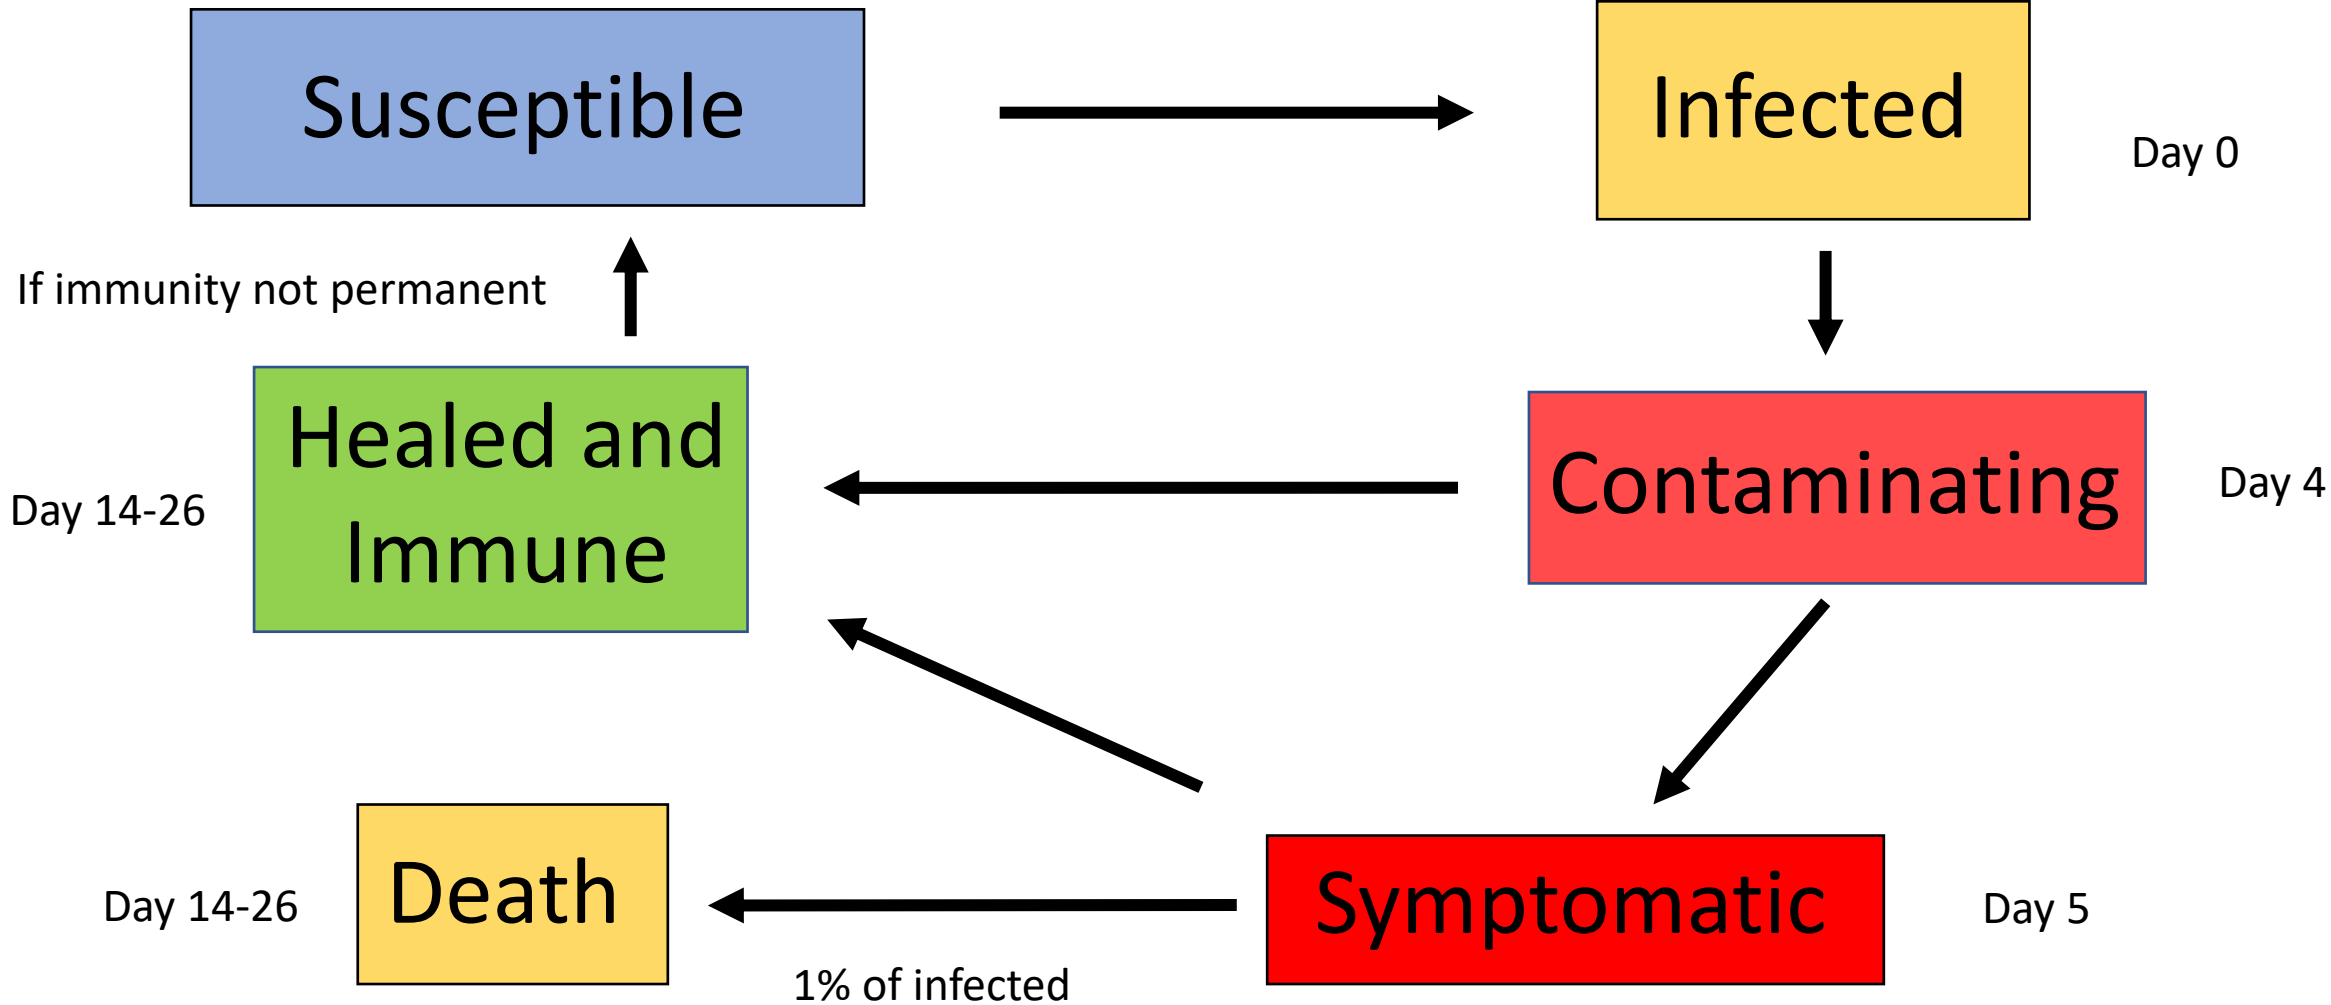 Susceptible
Infected
Day 0
If immunity not permanent
Healed and
Immune
Day 14-26
Contaminating
Day 4
Death
Day 14-26
1% of infected
Symptomatic
Day 5